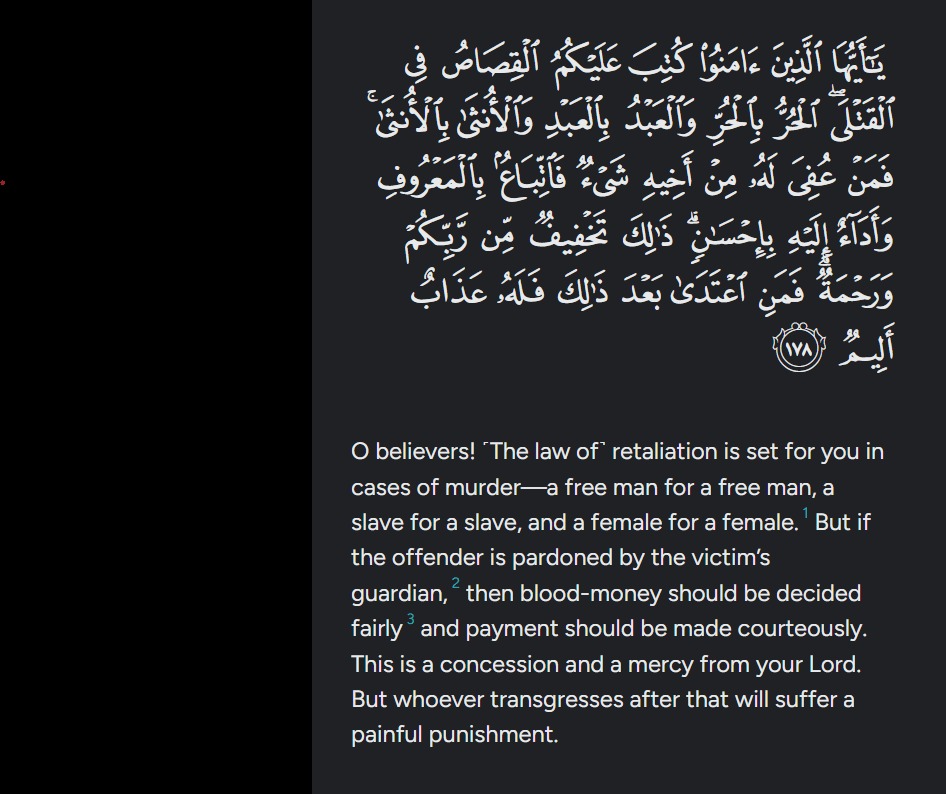 يَـٰٓأَيُّهَا ٱلَّذِينَ ءَامَنُوا۟ كُتِبَ عَلَيْكُمُ ٱلْقِصَاصُ فِى
ٱلْقَتْلَى ۖ ٱلْحُرُّ بِٱلْحُرِّ وَٱلْعَبْدُ بِٱلْعَبْدِ وَٱلْأُنثَىٰ بِٱلْأُنثَىٰ ۚ
فَمَنْ عُفِىَ لَهُۥ مِنْ أَخِيهِ شَىْءٌۭ فَٱتِّبَاعٌۢ بِٱلْمَعْرُوفِ
وَأَدَآءٌ إِلَيْهِ بِإِحْسَـٰنٍۢ ۗ ذَٰلِكَ تَخْفِيفٌۭ مِّن رَّبِّكُمْ
وَرَحْمَةٌۭ ۗ فَمَنِ ٱعْتَدَىٰ بَعْدَ ذَٰلِكَ فَلَهُۥ عَذَابٌ
أَلِيمٌۭ ١٧٨
O believers! ˹The law of˺ retaliation is set for you in
cases of murder—a free man for a free man, a
slave for a slave, and a female for a female. 1 But if
the offender is pardoned by the victim’s
guardian, 2 then blood-money should be decided
fairly 3 and payment should be made courteously.
This is a concession and a mercy from your Lord.
But whoever transgresses after that will suffer a
painful punishment.